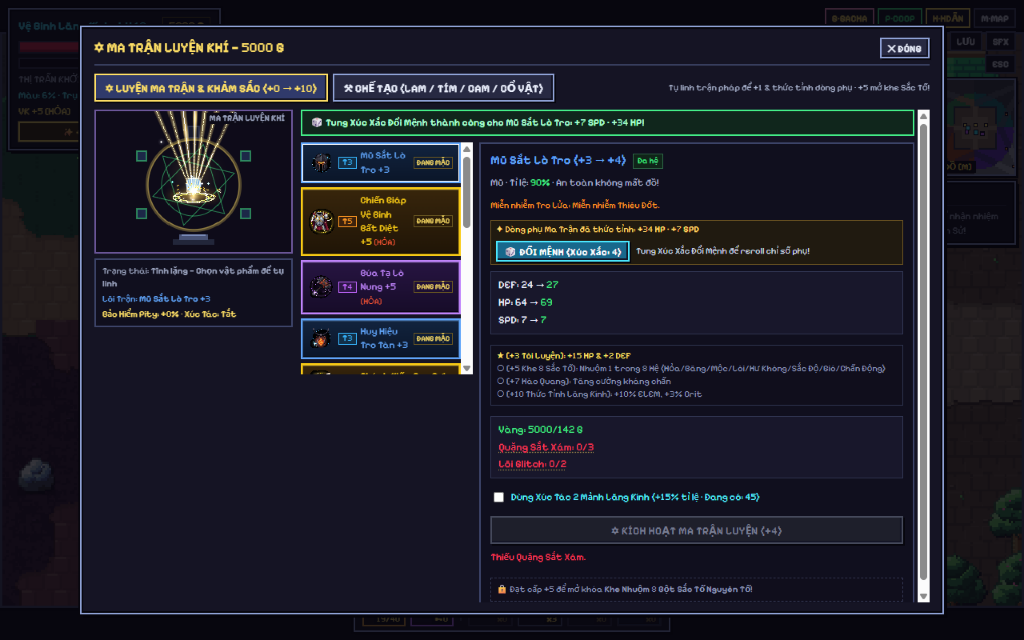 ✡ MA TRẬN LUYỆN KHÍ - 5000 G
✕ ĐÓNG
✡ LUYỆN MA TRẬN & KHẢM SẮC (+0 → +10)
⚒ CHẾ TẠO (LAM / TÍM / CAM / CỔ VẬT)
Tụ linh trận pháp để +1 & thức tỉnh dòng phụ · +5 mở khe Sắc Tố!
MA TRẬN LUYỆN KHÍ
Trạng thái: Tĩnh lặng - Chọn vật phẩm để tụ
linh
Lõi Trận: Mũ Sắt Lò Tro +3
Bảo Hiểm Pity: +0% · Xúc Tác: Tắt
🎲 Tung Xúc Xắc Đổi Mệnh thành công cho Mũ Sắt Lò Tro: +7 SPD · +34 HP!
T3 Mũ Sắt Lò Tro +3 ĐANG MẶC
T5 Chiến Giáp Vệ Binh Bất Diệt +5 (HỎA) ĐANG MẶC
T4 Bùa Tạ Lò Nung +5 (HỎA) ĐANG MẶC
T3 Huy Hiệu Tro Tàn +3 ĐANG MẶC
Mũ Sắt Lò Tro (+3 → +4) Đa hệ
Mũ · Tỉ lệ: 90% · An toàn không mất đồ!
Miễn nhiễm Tro Lửa. Miễn nhiễm Thiêu Đốt.
✦ Dòng phụ Ma Trận đã thức tỉnh: +34 HP · +7 SPD
🎲 ĐỔI MỆNH (Xúc Xắc: 4)
Tung Xúc Xắc Đổi Mệnh để reroll chỉ số phụ!
DEF: 24 → 27
HP: 64 → 69
SPD: 7 → 7
★ (+3 Tôi Luyện): +15 HP & +2 DEF
○ (+5 Khe 8 Sắc Tố): Nhuộm 1 trong 8 Hệ (Hỏa/Băng/Mộc/Lôi/Hư Không/Sắc Độ/Gió/Chấn Động)
○ (+7 Hào Quang): Tăng cường kháng chấn
○ (+10 Thức Tỉnh Lăng Kính): +10% ELEM, +3% Crit
Vàng: 5000/142 G
Quặng Sắt Xám: 0/3
Lõi Glitch: 0/2
Dùng Xúc Tác 2 Mảnh Lăng Kính (+15% tỉ lệ · Đang có: 45)
✡ KÍCH HOẠT MA TRẬN LUYỆN (+4)
Thiếu Quặng Sắt Xám.
🔒 Đạt cấp +5 để mở khóa Khe Nhuộm 8 Bột Sắc Tố Nguyên Tố!
G·GACHA
P·COOP
M·MAP
LƯU
SFX
ESC